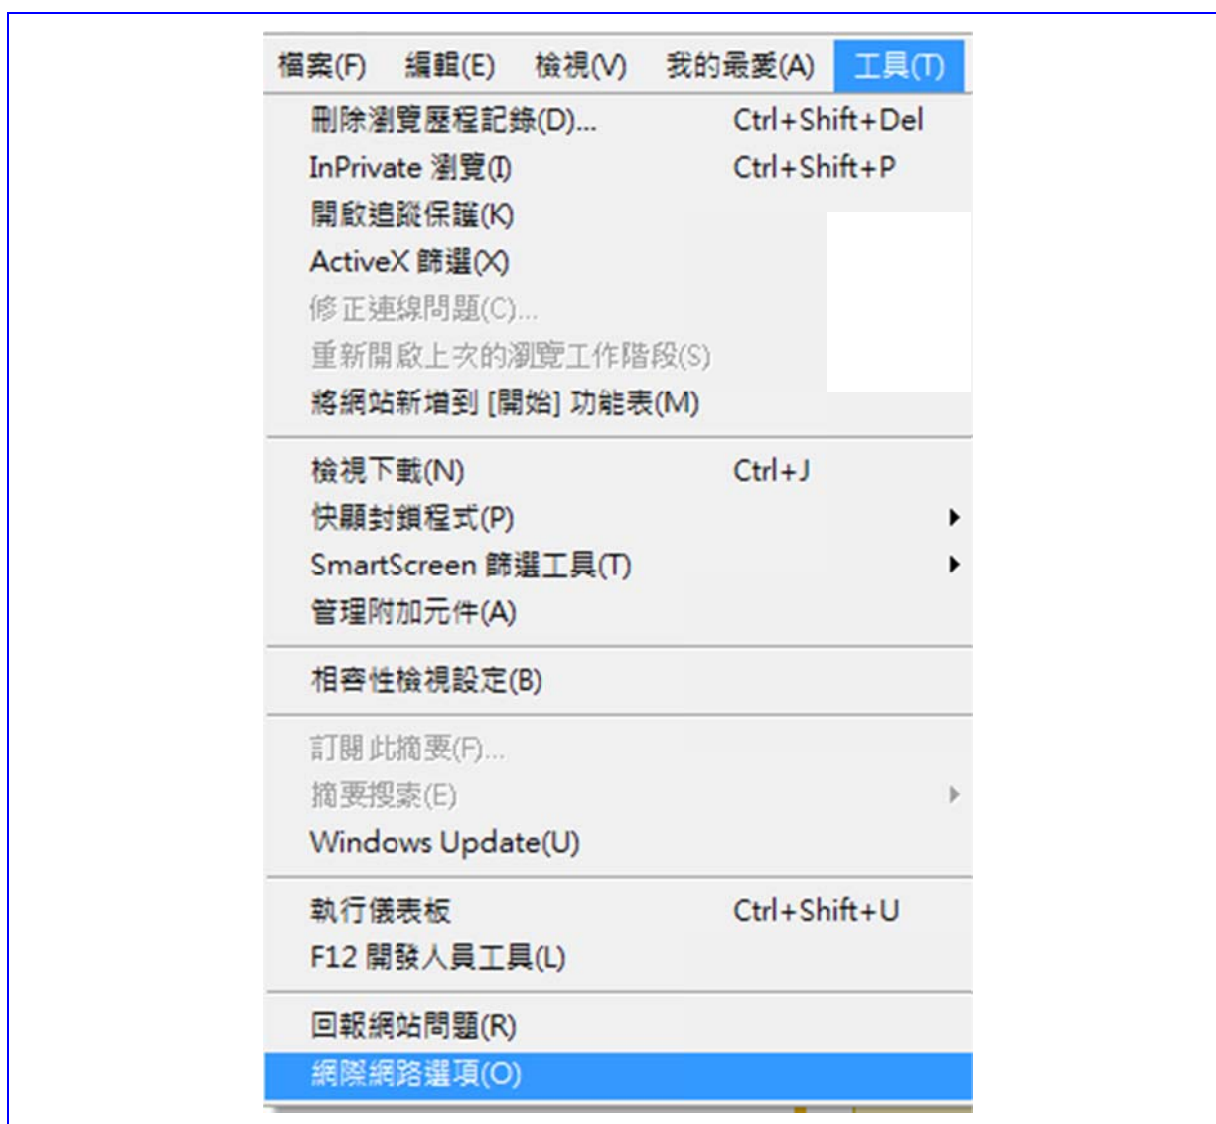 檔案(F) 編輯(E) 檢視(V) 我的最愛(A) 工具(T)
刪除瀏覽歷程記錄(D)... Ctrl+Shift+Del
InPrivate 瀏覽(I) Ctrl+Shift+P
開啟追蹤保護(K)
ActiveX 篩選(X)
修正連線問題(C)...
重新開啟上次的瀏覽工作階段(S)
將網站新增到 [開始] 功能表(M)
檢視下載(N) Ctrl+J
快顯封鎖程式(P)
SmartScreen 篩選工具(T)
管理附加元件(A)
相容性檢視設定(B)
訂閱此摘要(F)...
摘要搜索(E)
Windows Update(U)
執行儀表板 Ctrl+Shift+U
F12 開發人員工具(L)
回報網站問題(R)
網際網路選項(O)